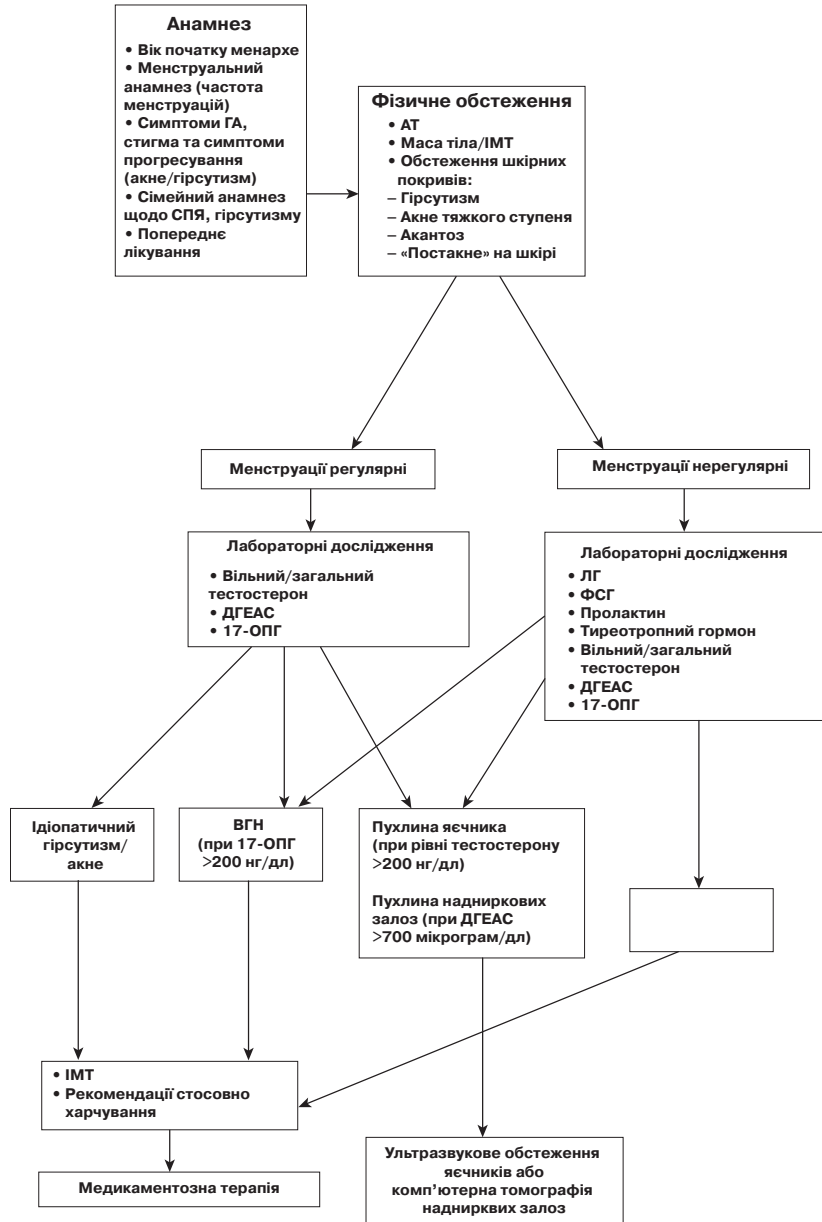 Анамнез
• Вік початку менархе
• Менструальний
анамнез (частота
менструацій)
• Симптоми ГА,
стигма та симптоми
прогресування
(акне/гірсутизм)
• Сімейний анамнез
щодо СПЯ, гірсутизму
• Попереднє
лікування
Фізичне обстеження
• АТ
• Маса тіла/ІМТ
• Обстеження шкірних
покривів:
– Гірсутизм
– Акне тяжкого ступеня
– Акантоз
– «Постакне» на шкірі
Менструації регулярні
Менструації нерегулярні
Лабораторні дослідження
• Вільний/загальний
тестостерон
• ДГЕАС
• 17-ОПГ
Лабораторні дослідження
• ЛГ
• ФСГ
• Пролактин
• Тиреотропний гормон
• Вільний/загальний
тестостерон
• ДГЕАС
• 17-ОПГ
Ідіопатичний
гірсутизм/
акне
ВГН
(при 17-ОПГ
>200 нг/дл)
Пухлина яєчника
(при рівні тестостерону
>200 нг/дл)
Пухлина надниркових
залоз (при ДГЕАС
>700 мікрограм/дл)
• ІМТ
• Рекомендації стосовно
харчування
Медикаментозна терапія
Ультразвукове обстеження
яєчників або
комп’ютерна томографія
наднирквих залоз